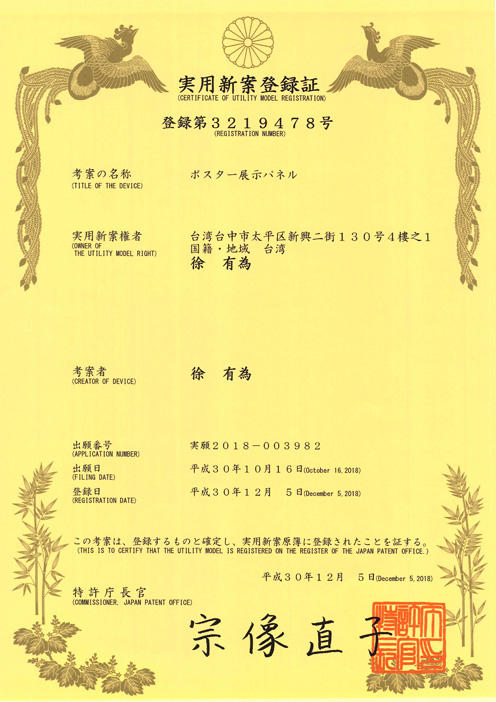 実用新案登録証
(CERTIFICATE OF UTILITY MODEL REGISTRATION)
登録第３２１９４７８号
(REGISTRATION NUMBER)
考案の名称 ポスター展示パネル
(TITLE OF THE DEVICE)
実用新案権者 台湾台中市太平区新興二街１３０号４樓之１
(OWNER OF THE UTILITY MODEL RIGHT) 国籍・地域　台湾
徐　有為
考案者 徐　有為
(CREATOR OF DEVICE)
出願番号 実願２０１８－００３９８２
(APPLICATION NUMBER)
出願日 平成３０年１０月１６日(October 16,2018)
(FILING DATE)
登録日 平成３０年１２月　５日(December 5,2018)
(REGISTRATION DATE)
この考案は、登録するものと確定し、実用新案原簿に登録されたことを証する。
(THIS IS TO CERTIFY THAT THE UTILITY MODEL IS REGISTERED ON THE REGISTER OF THE JAPAN PATENT OFFICE.)
平成３０年１２月　５日(December 5,2018)
特許庁長官
(COMMISSIONER, JAPAN PATENT OFFICE)
宗像直子